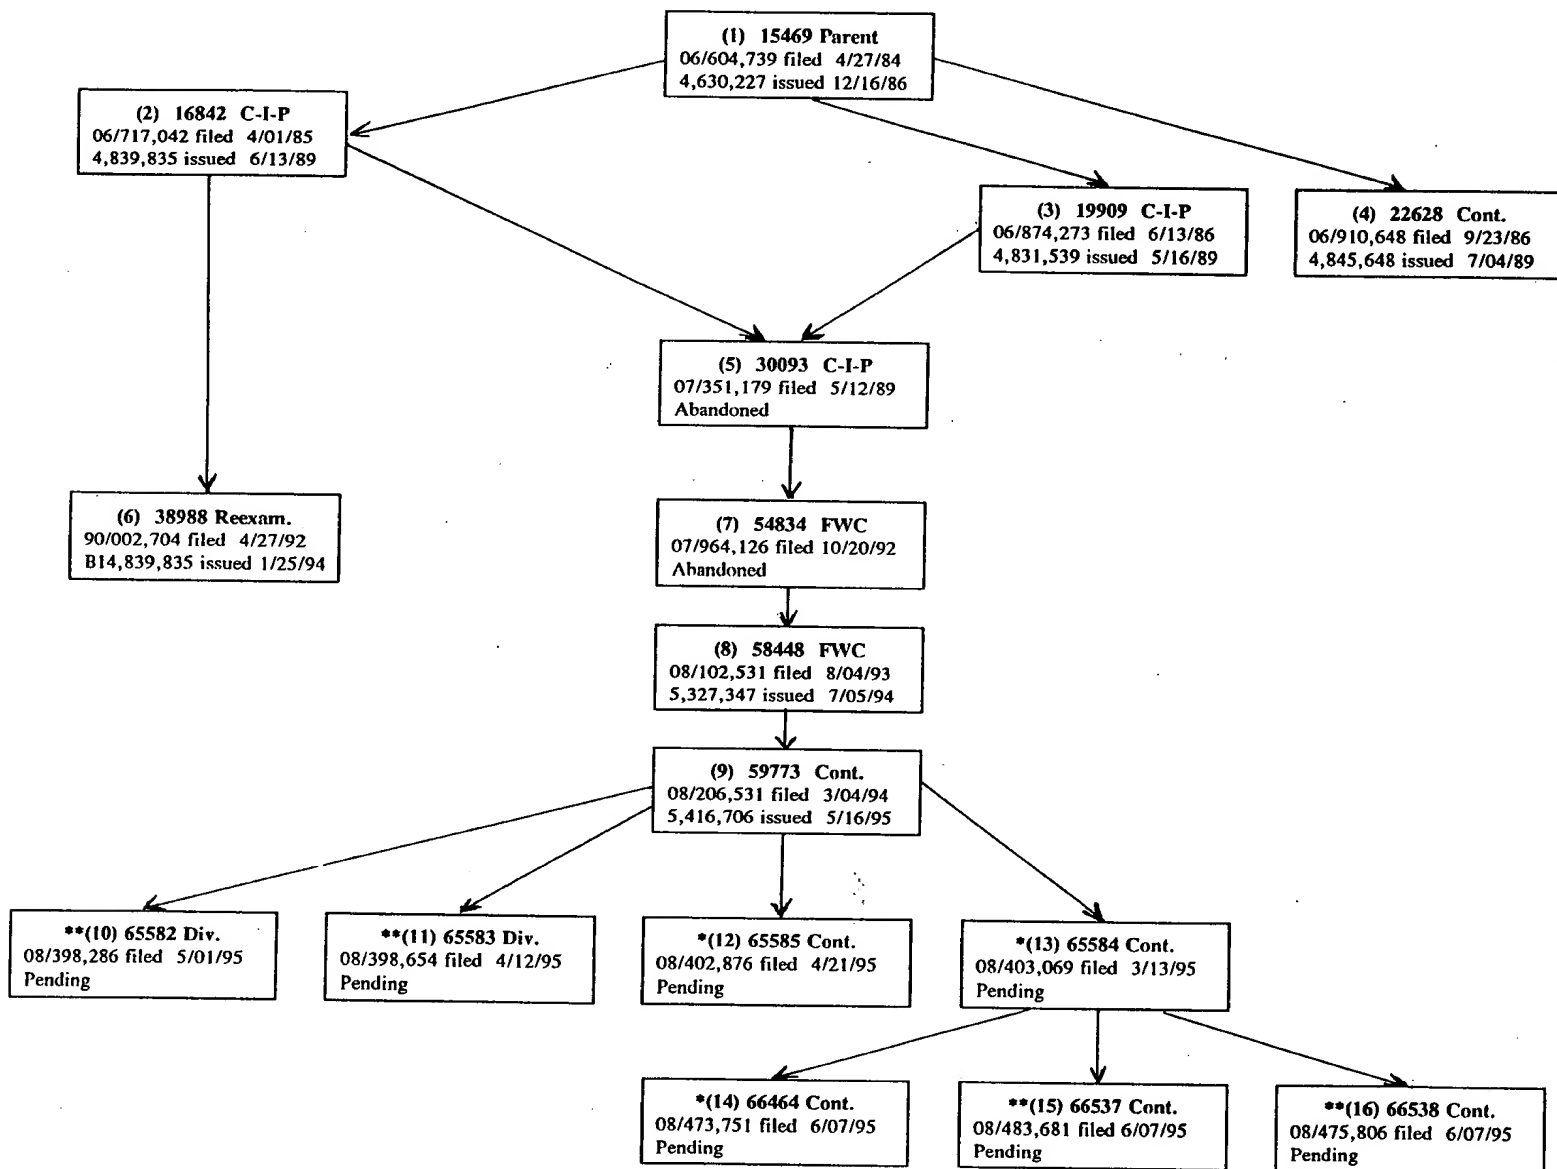 (1) 15469 Parent
06/604,739 filed 4/27/84
4,630,227 issued 12/16/86
(2) 16842 C-I-P
06/717,042 filed 4/01/85
4,839,835 issued 6/13/89
(3) 19909 C-I-P
06/874,273 filed 6/13/86
4,831,539 issued 5/16/89
(4) 22628 Cont.
06/910,648 filed 9/23/86
4,845,648 issued 7/04/89
(5) 30093 C-I-P
07/351,179 filed 5/12/89
Abandoned
(6) 38988 Reexam.
90/002,704 filed 4/27/92
B14,839,835 issued 1/25/94
(7) 54834 FWC
07/964,126 filed 10/20/92
Abandoned
(8) 58448 FWC
08/102,531 filed 8/04/93
5,327,347 issued 7/05/94
(9) 59773 Cont.
08/206,531 filed 3/04/94
5,416,706 issued 5/16/95
**(10) 65582 Div.
08/398,286 filed 5/01/95
Pending
**(11) 65583 Div.
08/398,654 filed 4/12/95
Pending
*(12) 65585 Cont.
08/402,876 filed 4/21/95
Pending
*(13) 65584 Cont.
08/403,069 filed 3/13/95
Pending
*(14) 66464 Cont.
08/473,751 filed 6/07/95
Pending
**(15) 66537 Cont.
08/483,681 filed 6/07/95
Pending
**(16) 66538 Cont.
08/475,806 filed 6/07/95
Pending